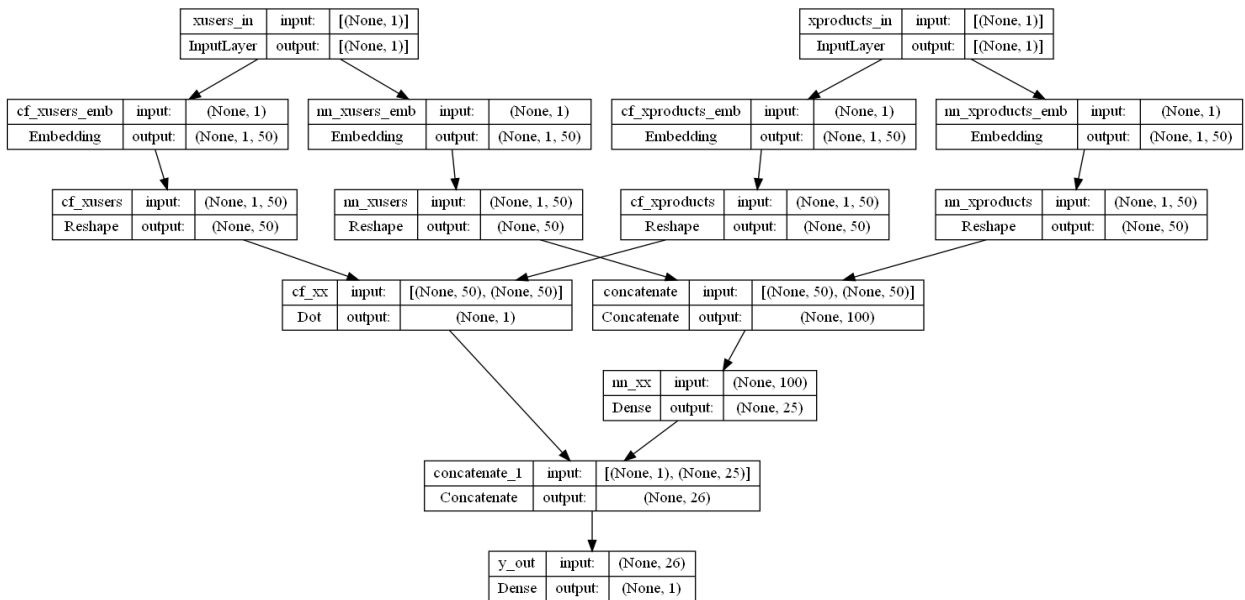 xusers_in input: [(None, 1)]
InputLayer output: [(None, 1)]
xproducts_in input: [(None, 1)]
InputLayer output: [(None, 1)]
cf_xusers_emb input: (None, 1)
Embedding output: (None, 1, 50)
nn_xusers_emb input: (None, 1)
Embedding output: (None, 1, 50)
cf_xproducts_emb input: (None, 1)
Embedding output: (None, 1, 50)
nn_xproducts_emb input: (None, 1)
Embedding output: (None, 1, 50)
cf_xusers input: (None, 1, 50)
Reshape output: (None, 50)
nn_xusers input: (None, 1, 50)
Reshape output: (None, 50)
cf_xproducts input: (None, 1, 50)
Reshape output: (None, 50)
nn_xproducts input: (None, 1, 50)
Reshape output: (None, 50)
cf_xx input: [(None, 50), (None, 50)]
Dot output: (None, 1)
concatenate input: [(None, 50), (None, 50)]
Concatenate output: (None, 100)
nn_xx input: (None, 100)
Dense output: (None, 25)
concatenate_1 input: [(None, 1), (None, 25)]
Concatenate output: (None, 26)
y_out input: (None, 26)
Dense output: (None, 1)